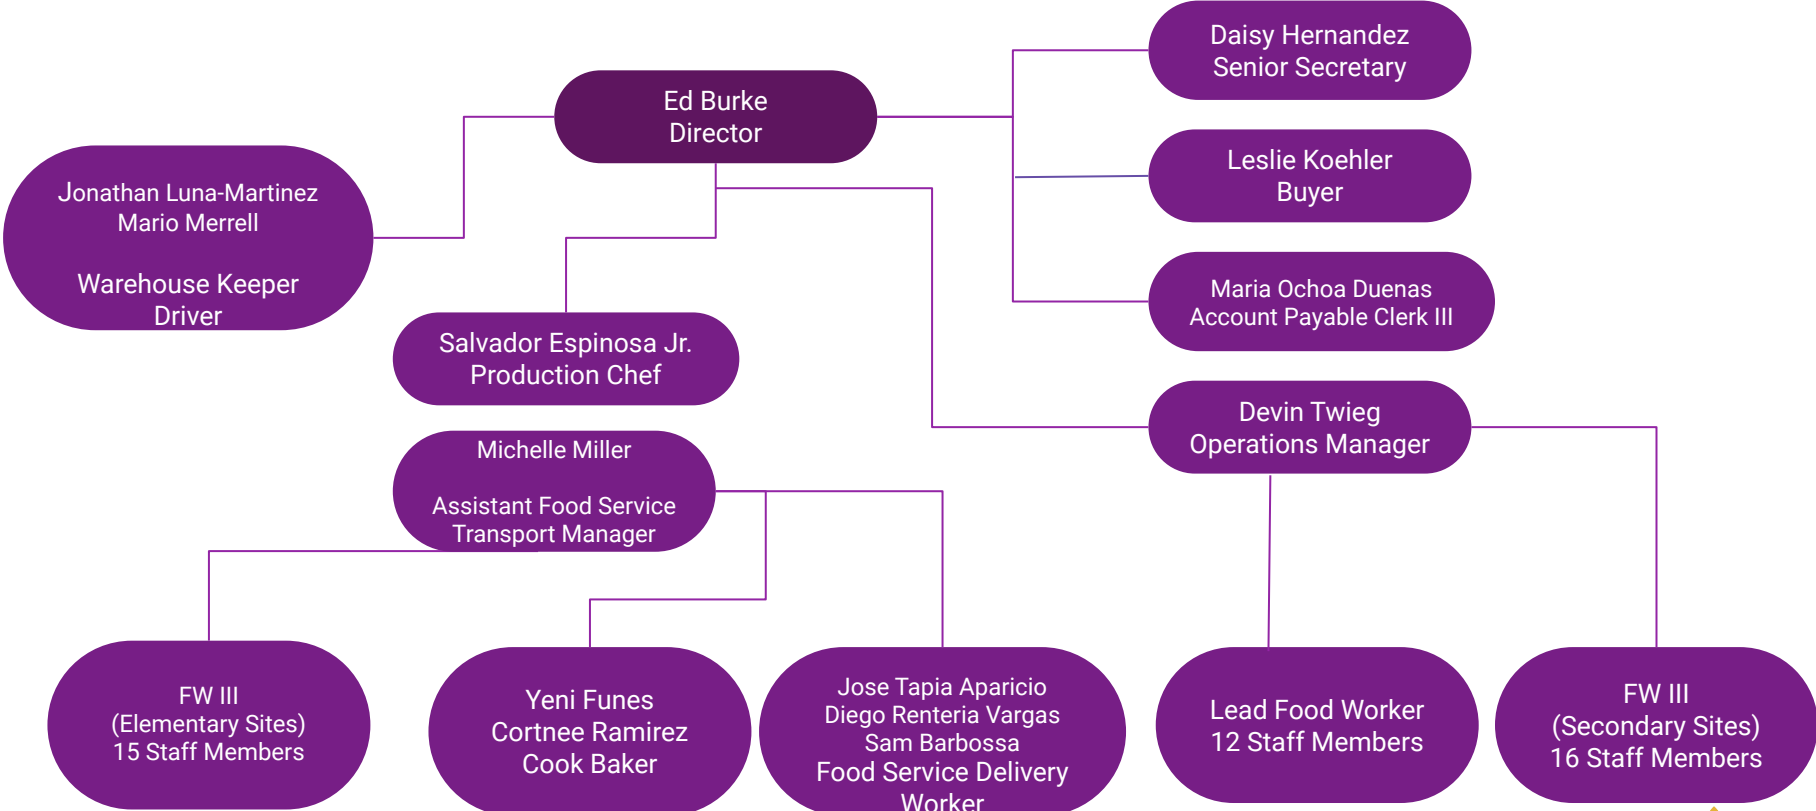 Daisy Hernandez
Senior Secretary
Ed Burke
Director
Leslie Koehler
Buyer
Jonathan Luna-Martinez
Mario Merrell
Warehouse Keeper
Driver
Maria Ochoa Duenas
Account Payable Clerk III
Salvador Espinosa Jr.
Production Chef
Devin Twieg
Operations Manager
Michelle Miller
Assistant Food Service
Transport Manager
FW III
(Elementary Sites)
15 Staff Members
Yeni Funes
Cortnee Ramirez
Cook Baker
Jose Tapia Aparicio
Diego Renteria Vargas
Sam Barbossa
Food Service Delivery
Worker
Lead Food Worker
12 Staff Members
FW III
(Secondary Sites)
16 Staff Members